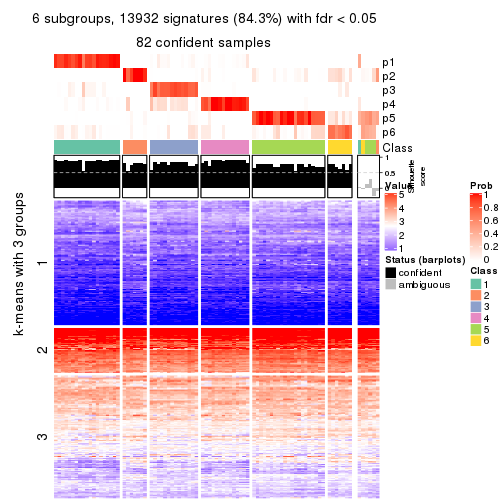 6 subgroups, 13932 signatures (84.3%) with fdr < 0.05
82 confident samples
p1
p2
p3
p4
p5
p6
Class
1
0.5
0
Silhouette
score
k-means with 3 groups
1
2
3
Value
5
4
3
2
1
Status (barplots)
confident
ambiguous
Prob
1
0.8
0.6
0.4
0.2
0
Class
1
2
3
4
5
6